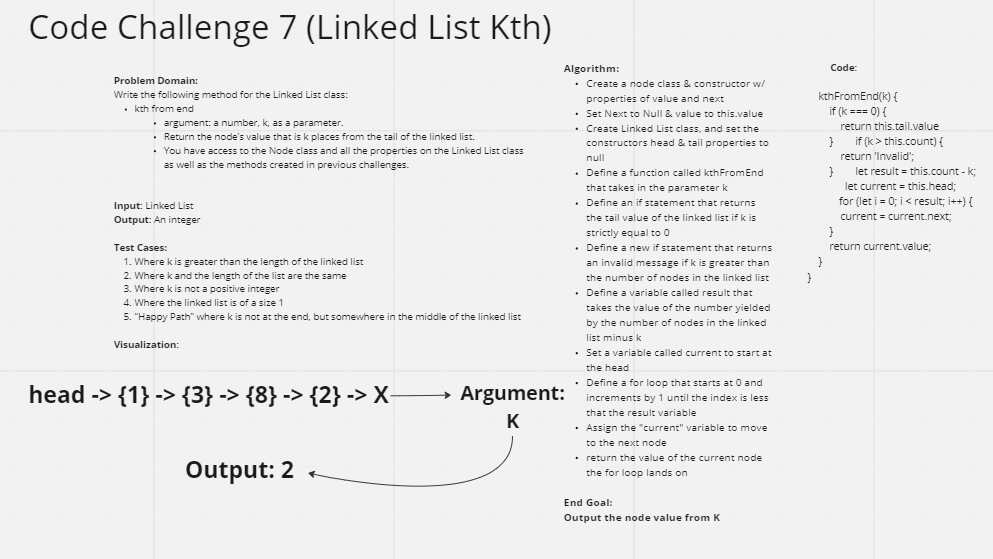 Code Challenge 7 (Linked List Kth)
Problem Domain:
Write the following method for the Linked List class:
• kth from end
• argument: a number, k, as a parameter.
• Return the node's value that is k places from the tail of the linked list.
• You have access to the Node class and all the properties on the Linked List class
as well as the methods created in previous challenges.
Input: Linked List
Output: An integer
Test Cases:
1. Where k is greater than the length of the linked list
2. Where k and the length of the list are the same
3. Where k is not a positive integer
4. Where the linked list is of a size 1
5. "Happy Path" where k is not at the end, but somewhere in the middle of the linked list
Visualization:
head -> {1} -> {3} -> {8} -> {2} -> X
Argument:
K
Output: 2
Algorithm:
• Create a node class & constructor w/
properties of value and next
• Set Next to Null & value to this.value
• Create Linked List class, and set the
constructors head & tail properties to
null
• Define a function called kthFromEnd
that takes in the parameter k
• Define an if statement that returns
the tail value of the linked list if k is
strictly equal to 0
• Define a new if statement that returns
an invalid message if k is greater than
the number of nodes in the linked list
• Define a variable called result that
takes the value of the number yielded
by the number of nodes in the linked
list minus k
• Set a variable called current to start at
the head
• Define a for loop that starts at 0 and
increments by 1 until the index is less
that the result variable
• Assign the "current" variable to move
to the next node
• return the value of the current node
the for loop lands on
End Goal:
Output the node value from K
Code:
kthFromEnd(k) {
if (k === 0) {
return this.tail.value
} if (k > this.count) {
return 'Invalid';
} let result = this.count - k;
let current = this.head;
for (let i = 0; i < result; i++) {
current = current.next;
}
return current.value;
}
}